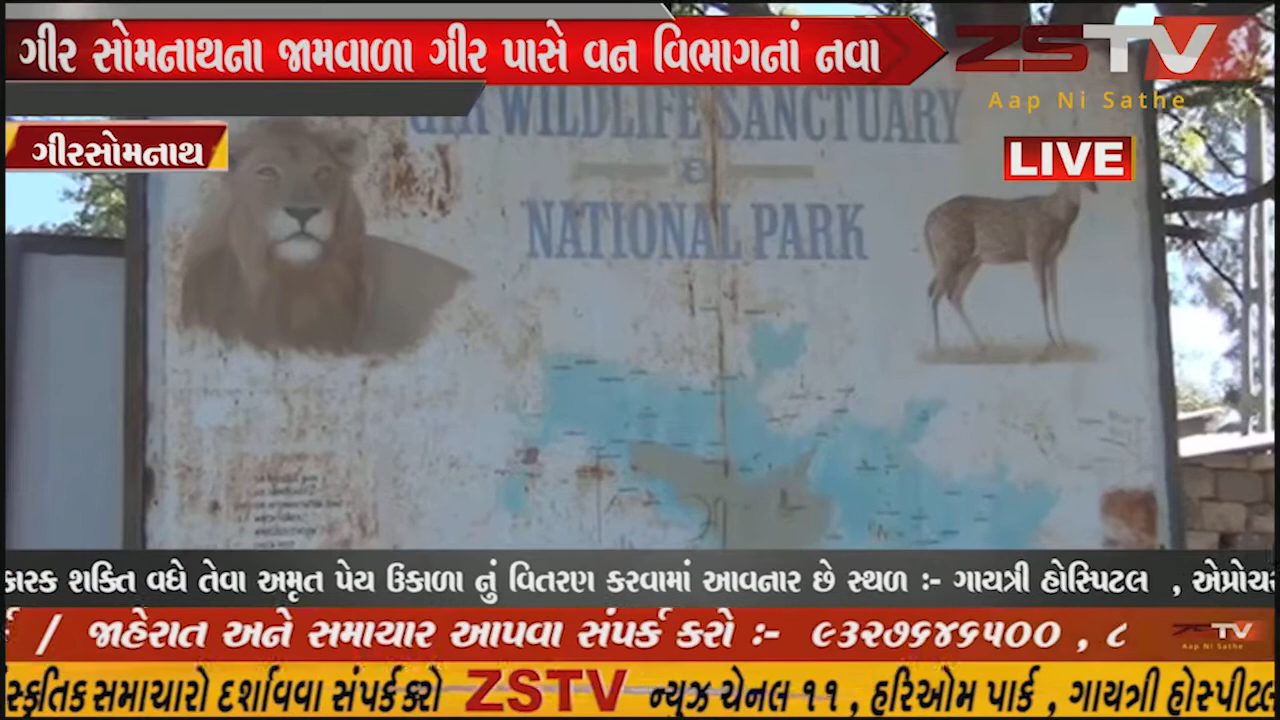 ગીર સોમનાથના જામવાળા ગીર પાસે વન વિભાગનાં નવા
ZSTV
Aap Ni Sathe
ગીરસોમનાથ
LIVE
GIR WILDLIFE SANCTUARY
&
NATIONAL PARK
કારક શક્તિ વધે તેવા અમૃત પેય ઉકાળા નું વિતરણ કરવામાં આવનાર છે સ્થળ :- ગાયત્રી હોસ્પિટલ , એપ્રોચ
/ જાહેરાત અને સમાચાર આપવા સંપર્ક કરો :- ૯૩૨૭૬૪૬૫૦૦ , ૮
ZSTV
Aap Ni Sathe
સ્કૃતિક સમાચારો દર્શાવવા સંપર્ક કરો ZSTV ન્યૂઝ ચેનલ ૧૧ , હરિઓમ પાર્ક , ગાયત્રી હોસ્પીટલ